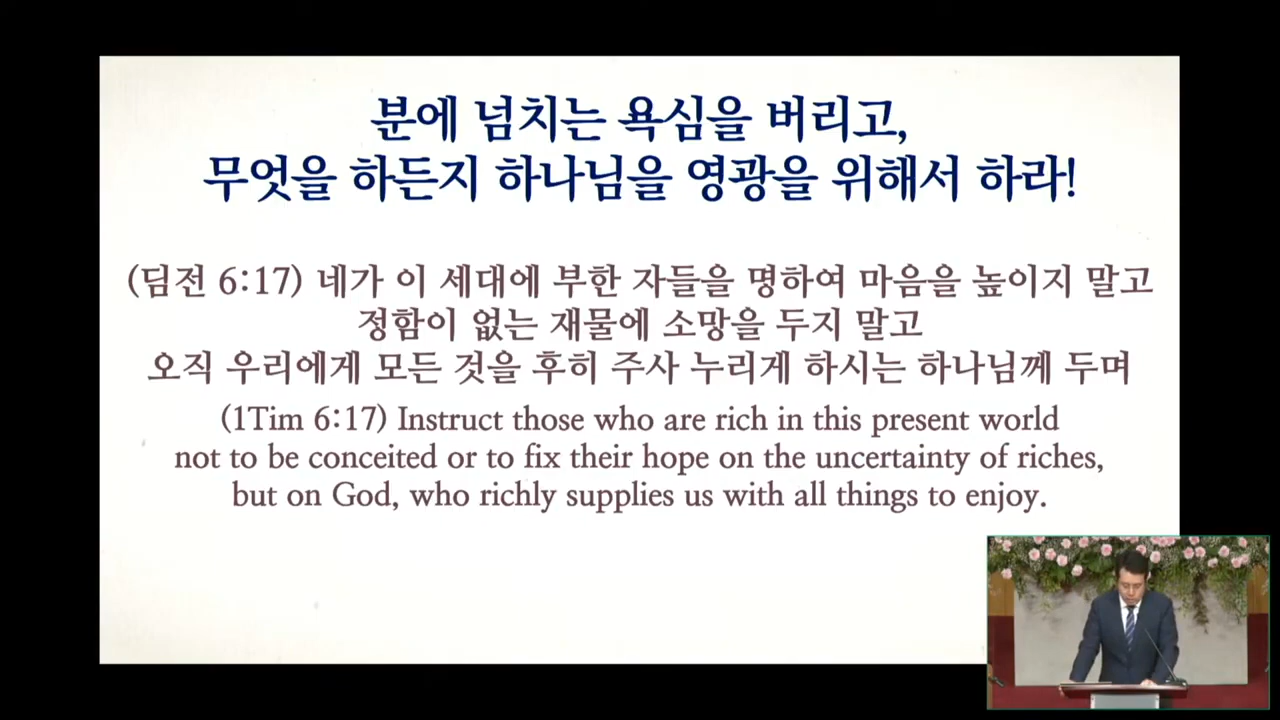 분에 넘치는 욕심을 버리고,
무엇을 하든지 하나님을 영광을 위해서 하라!
(딤전 6:17) 네가 이 세대에 부한 자들을 명하여 마음을 높이지 말고
정함이 없는 재물에 소망을 두지 말고
오직 우리에게 모든 것을 후히 주사 누리게 하시는 하나님께 두며
(1Tim 6:17) Instruct those who are rich in this present world
not to be conceited or to fix their hope on the uncertainty of riches,
but on God, who richly supplies us with all things to enjoy.